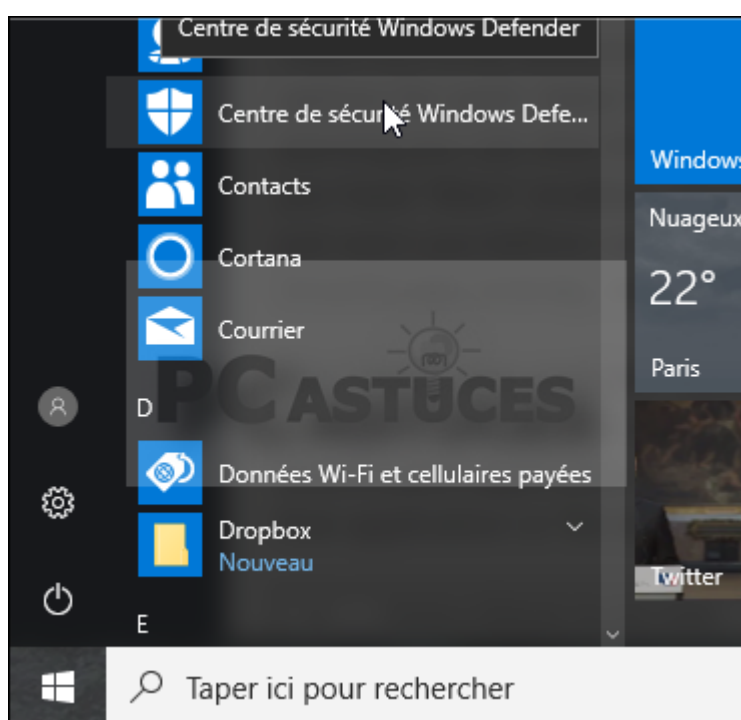 Centre de sécurité Windows Defender
Centre de sécurité Windows Defe...
Contacts
Cortana
Courrier
D
Données Wi-Fi et cellulaires payées
Dropbox
Nouveau
E
Windows
Nuageux
22°
Paris
Twitter
PC ASTUCES
Taper ici pour rechercher